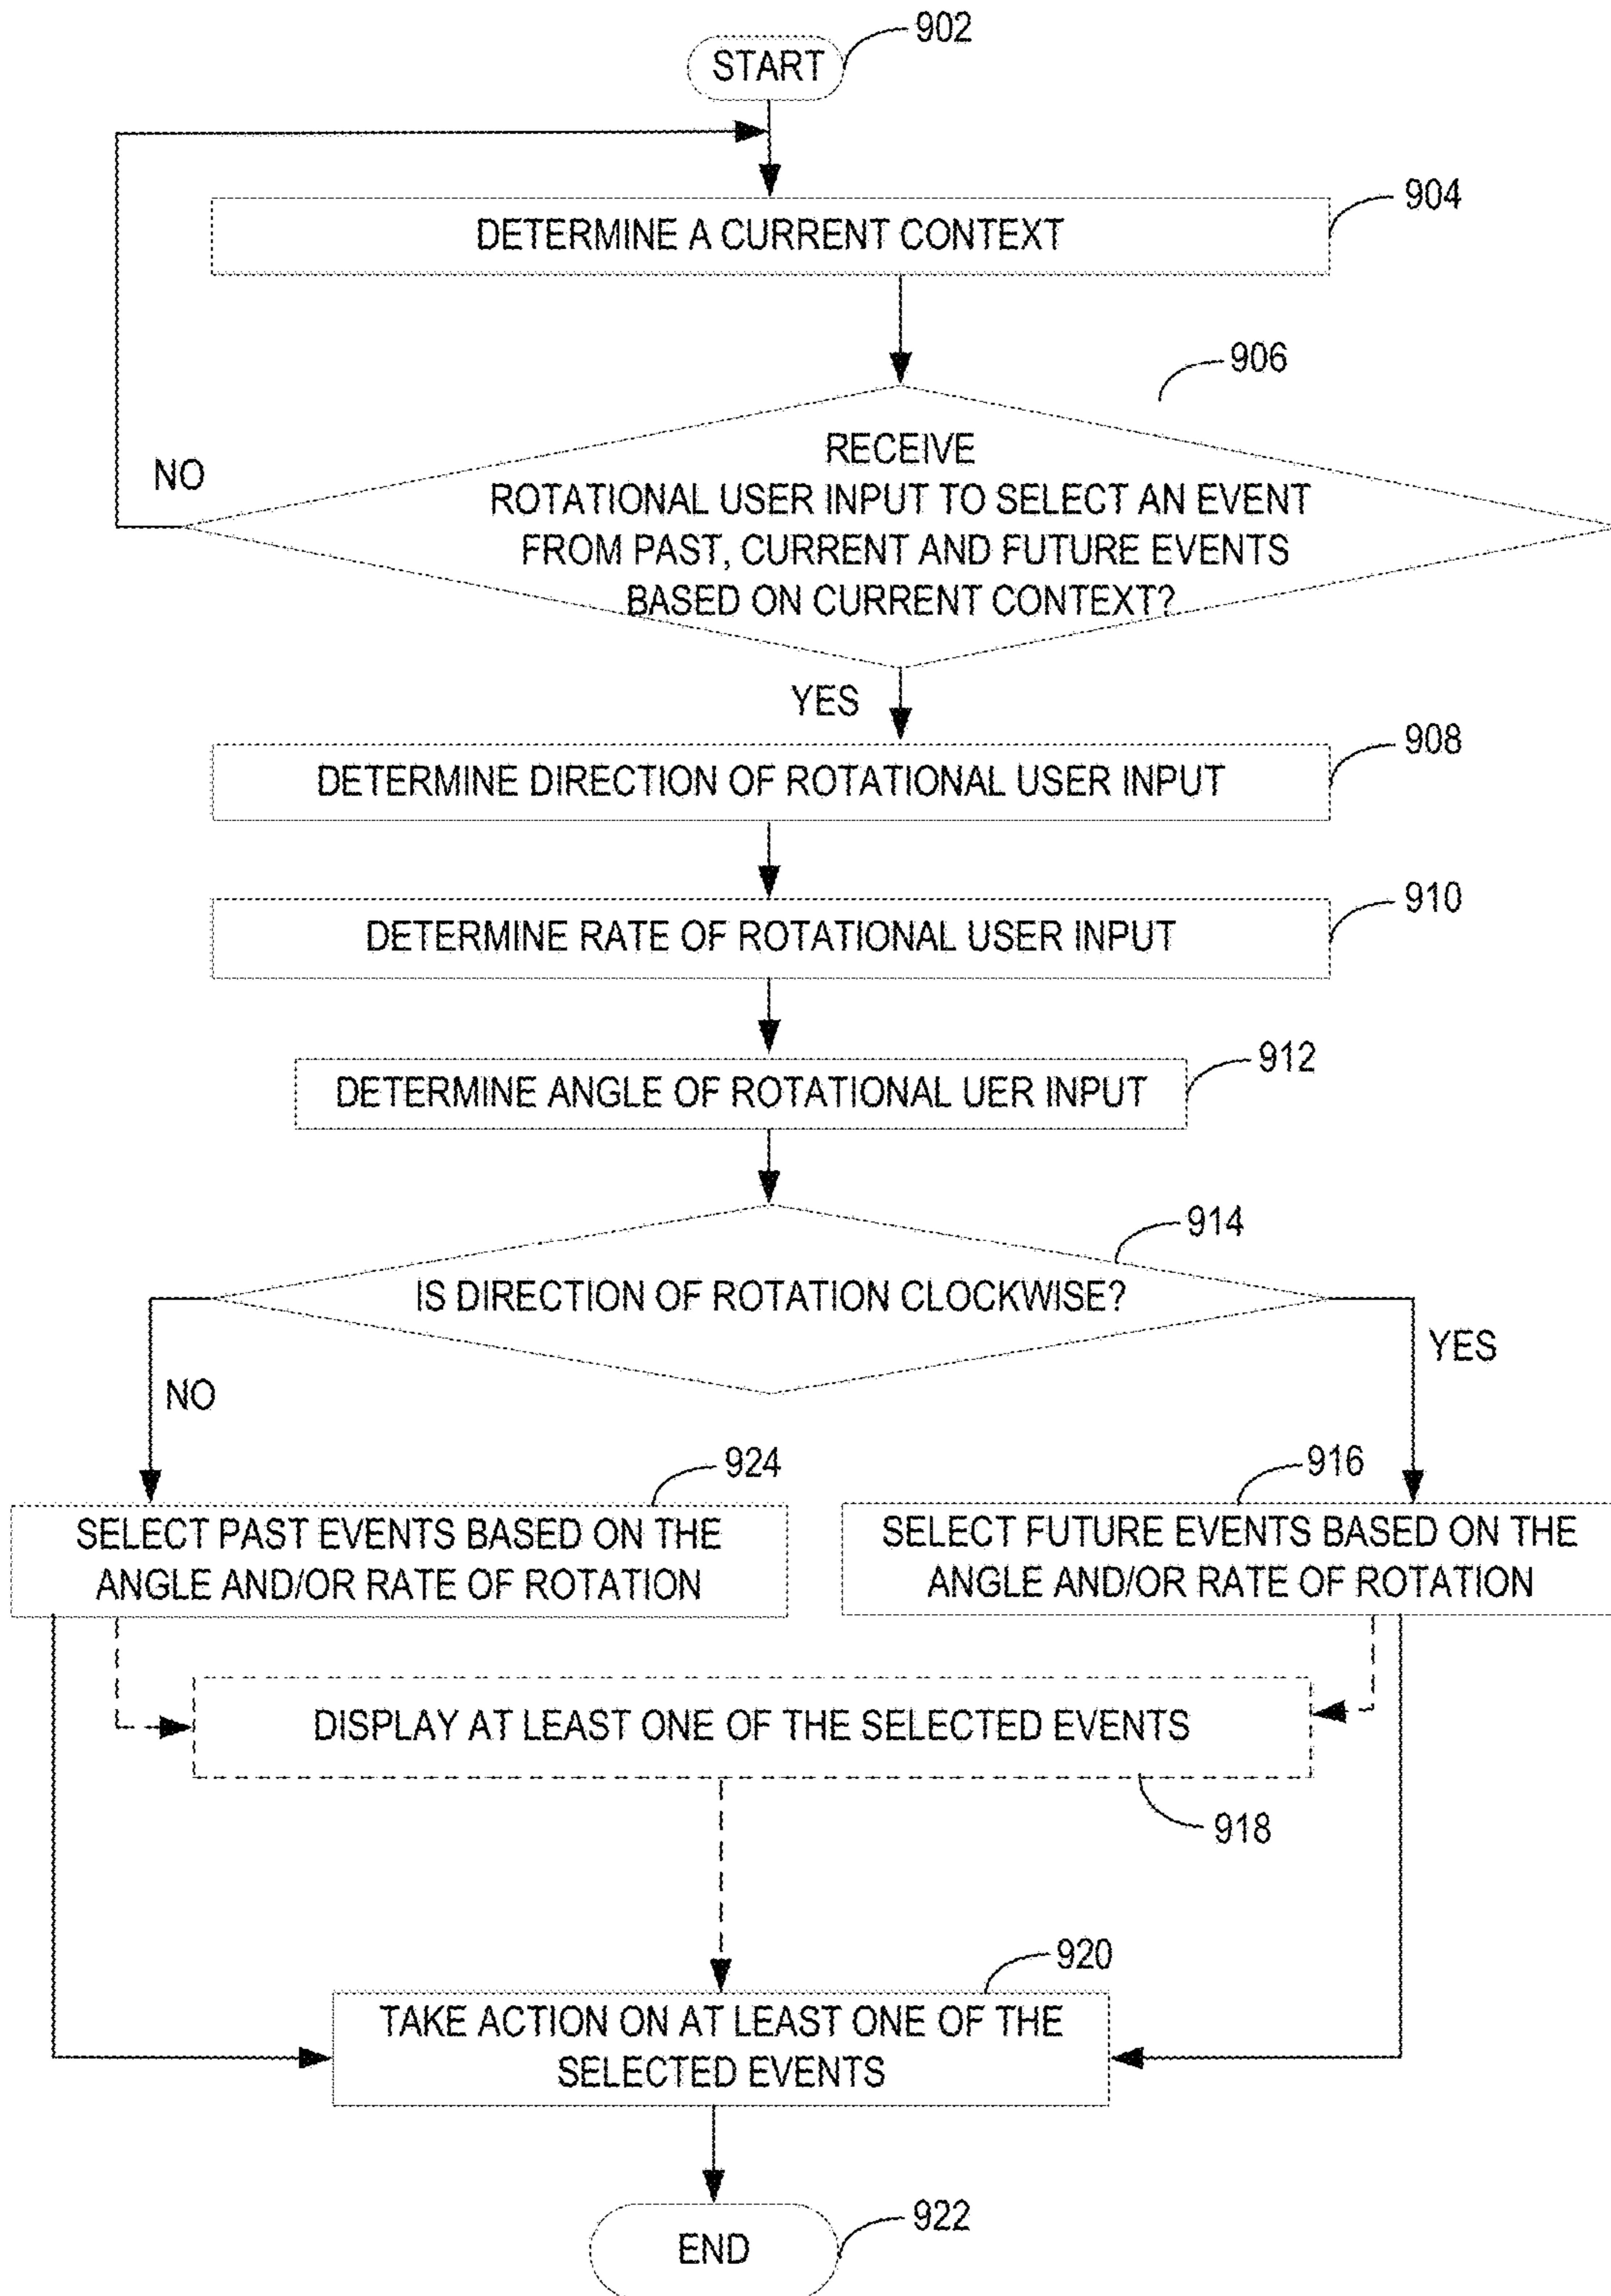 902
START
904
DETERMINE A CURRENT CONTEXT
906
RECEIVE
ROTATIONAL USER INPUT TO SELECT AN EVENT
FROM PAST, CURRENT AND FUTURE EVENTS
BASED ON CURRENT CONTEXT?
NO
YES
908
DETERMINE DIRECTION OF ROTATIONAL USER INPUT
910
DETERMINE RATE OF ROTATIONAL USER INPUT
912
DETERMINE ANGLE OF ROTATIONAL UER INPUT
914
IS DIRECTION OF ROTATION CLOCKWISE?
YES
NO
924
SELECT PAST EVENTS BASED ON THE
ANGLE AND/OR RATE OF ROTATION
916
SELECT FUTURE EVENTS BASED ON THE
ANGLE AND/OR RATE OF ROTATION
DISPLAY AT LEAST ONE OF THE SELECTED EVENTS
918
920
TAKE ACTION ON AT LEAST ONE OF THE
SELECTED EVENTS
922
END